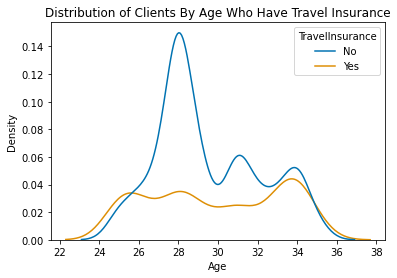 Distribution of Clients By Age Who Have Travel Insurance
TravelInsurance
No
Yes
Density
0.14
0.12
0.10
0.08
0.06
0.04
0.02
0.00
22 24 26 28 30 32 34 36 38
Age